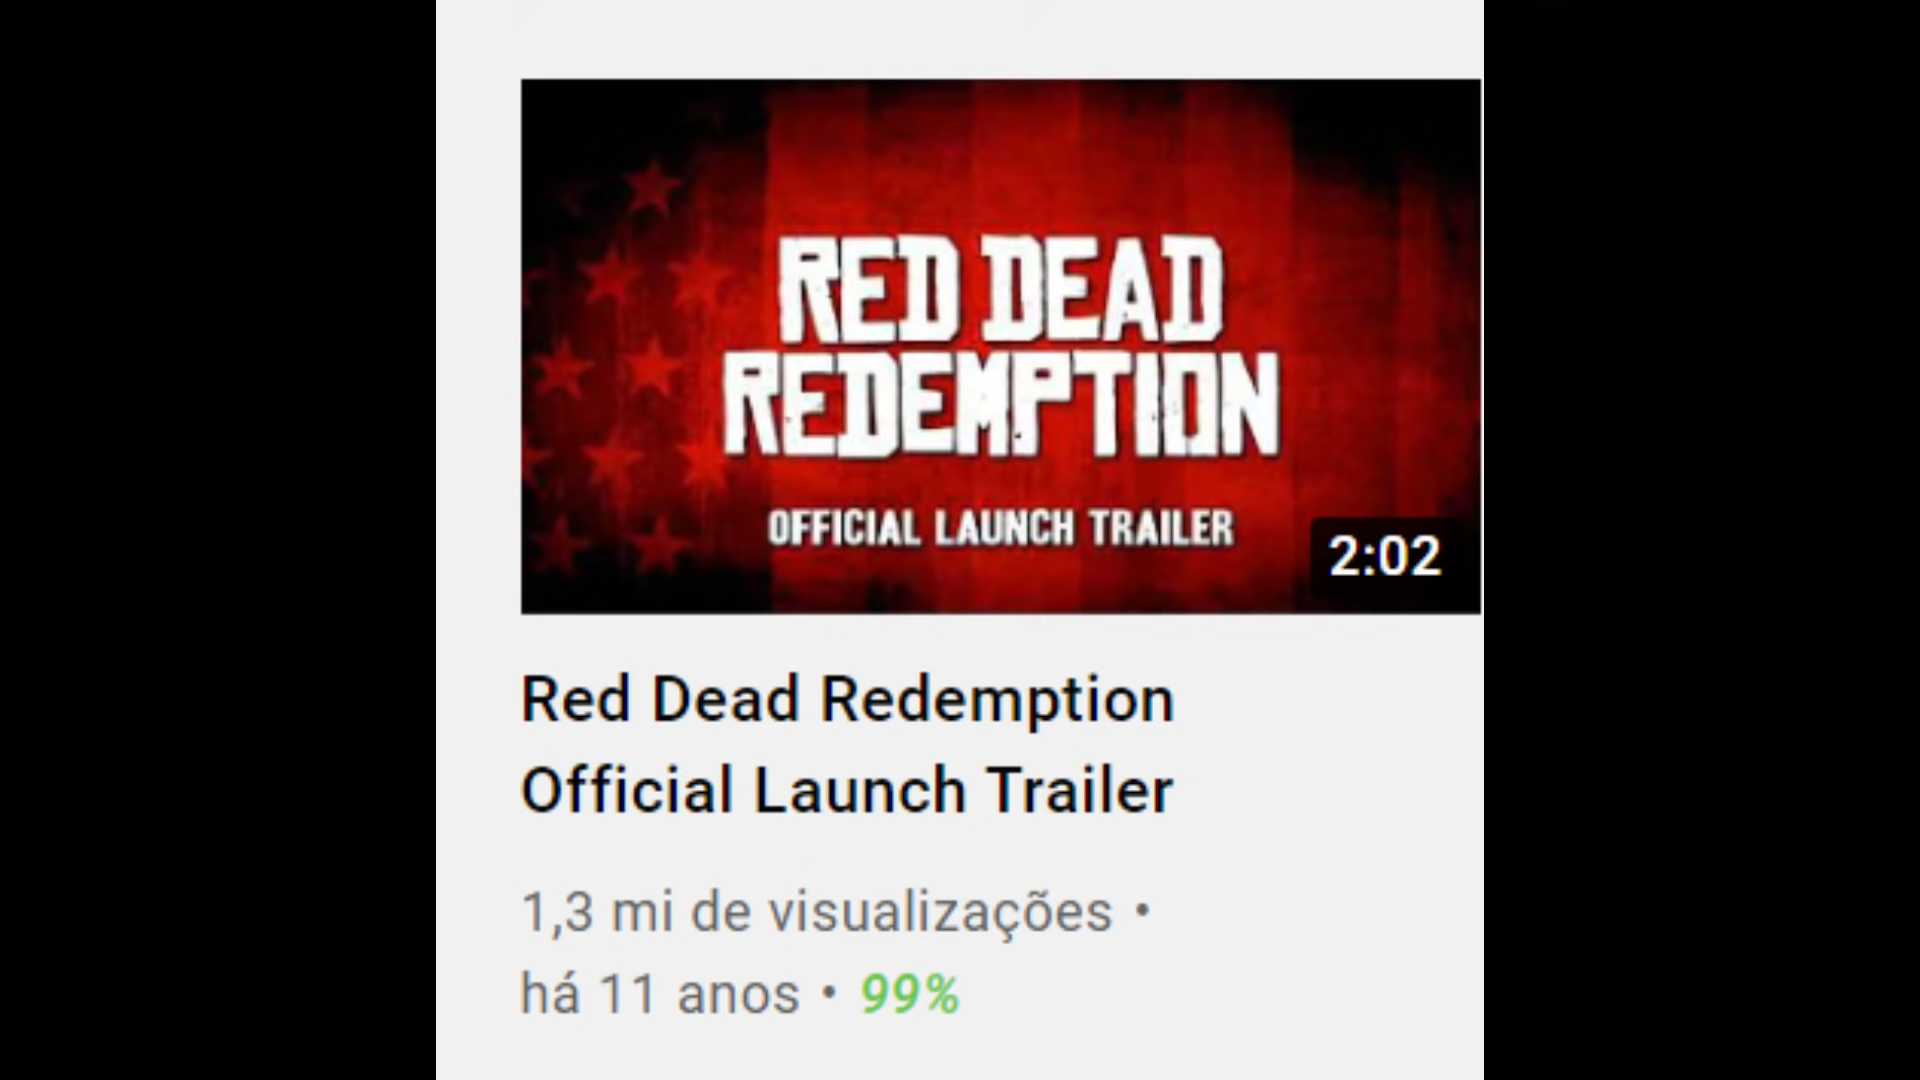 RED DEAD
REDEMPTION
OFFICIAL LAUNCH TRAILER
2:02
Red Dead Redemption
Official Launch Trailer
1,3 mi de visualizações •
há 11 anos • 99%